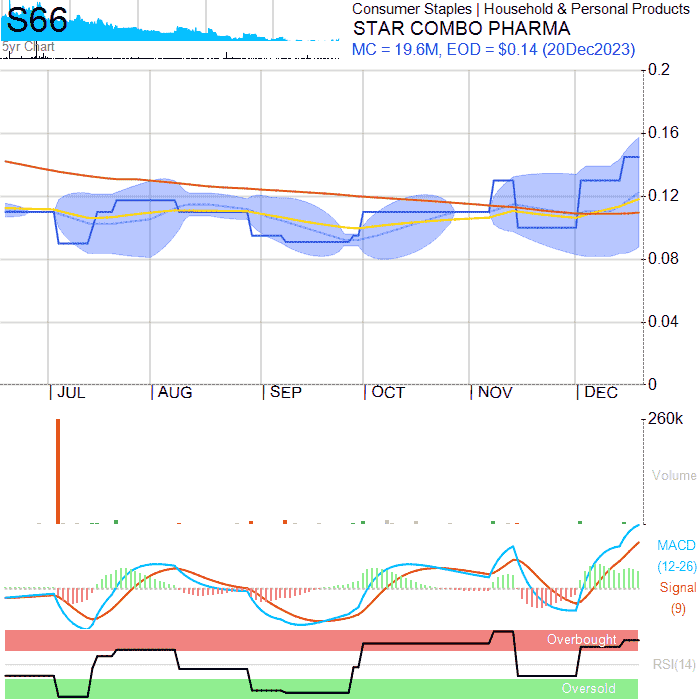 S66
5yr Chart
Consumer Staples | Household & Personal Products
STAR COMBO PHARMA
MC = 19.6M, EOD = $0.14 (20Dec2023)
0.2
0.16
0.12
0.08
0.04
0
JUL AUG SEP OCT NOV DEC
260k
Volume
MACD
(12-26)
Signal
(9)
Overbought
RSI(14)
Oversold